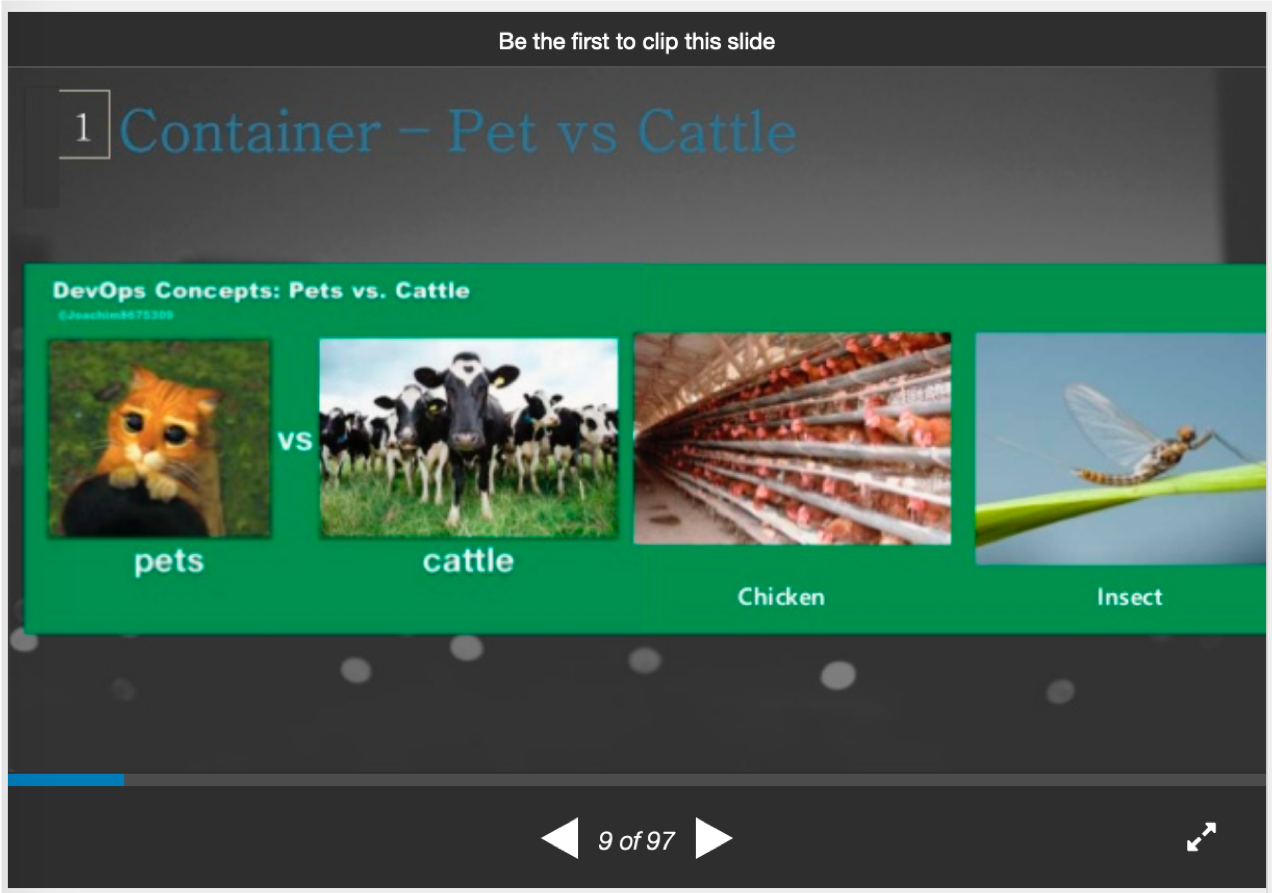 Be the first to clip this slide
1
Container – Pet vs Cattle
DevOps Concepts: Pets vs. Cattle
©Joachim8675309
vs
pets
cattle
Chicken
Insect
9 of 97